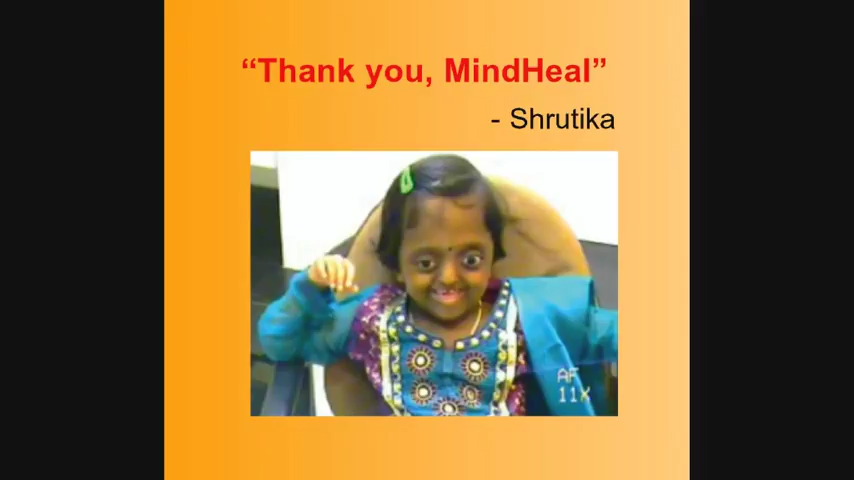 “Thank you, MindHeal”
- Shrutika
AF
11X